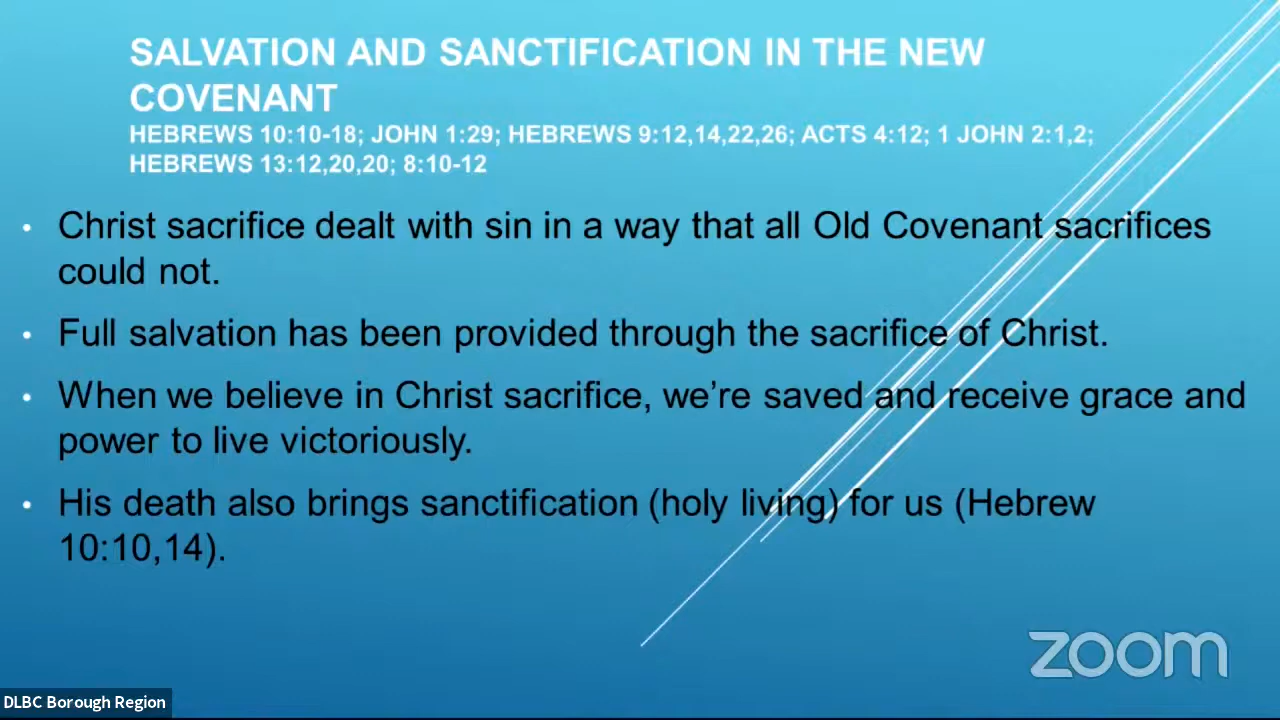 SALVATION AND SANCTIFICATION IN THE NEW
COVENANT
HEBREWS 10:10-18; JOHN 1:29; HEBREWS 9:12,14,22,26; ACTS 4:12; 1 JOHN 2:1,2;
HEBREWS 13:12,20,20; 8:10-12
• Christ sacrifice dealt with sin in a way that all Old Covenant sacrifices
could not.
• Full salvation has been provided through the sacrifice of Christ.
• When we believe in Christ sacrifice, we’re saved and receive grace and
power to live victoriously.
• His death also brings sanctification (holy living) for us (Hebrew
10:10,14).
zoom
DLBC Borough Region